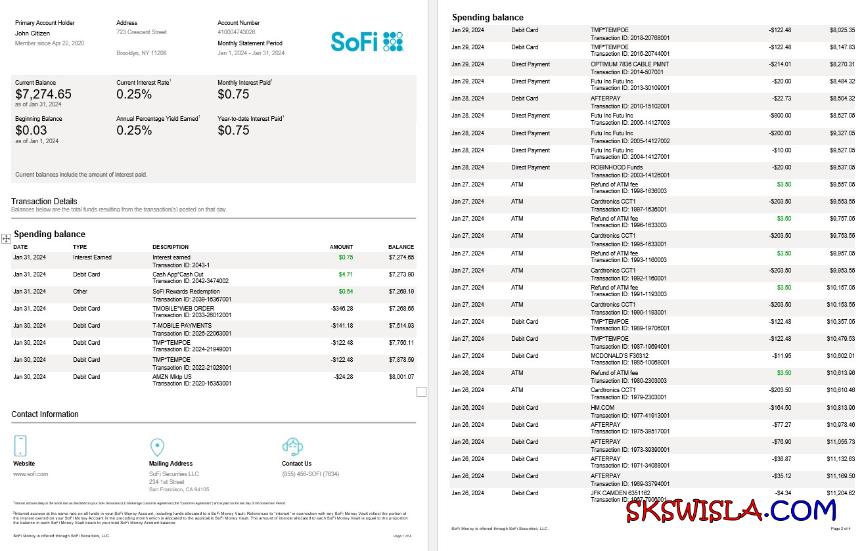 Primary Account Holder
John Citizen
Member since Apr 22, 2020
Address
723 Crescent Street
Brooklyn, NY 11206
Account Number
410004743026
Monthly Statement Period
Jan 1, 2024 - Jan 31, 2024
SoFi
Current Balance
$7,274.65
as of Jan 31, 2024
Current Interest Rate¹
0.25%
Monthly Interest Paid¹
$0.75
Beginning Balance
$0.03
as of Jan 1, 2024
Annual Percentage Yield Earned¹
0.25%
Year-to-date Interest Paid¹
$0.75
Current balances include the amount of interest paid.
Transaction Details
Balances below are the total funds resulting from the transaction(s) posted on that day.
Spending balance
DATE TYPE DESCRIPTION AMOUNT BALANCE
Jan 31, 2024 Interest Earned Interest earned $0.75 $7,274.65
Transaction ID: 2043-1
Jan 31, 2024 Debit Card Cash App*Cash Out $4.71 $7,273.90
Transaction ID: 2042-3474002
Jan 31, 2024 Other SoFi Rewards Redemption $0.54 $7,269.19
Transaction ID: 2039-16367001
Jan 31, 2024 Debit Card TMOBILE*WEB ORDER -$346.28 $7,268.65
Transaction ID: 2033-26012001
Jan 30, 2024 Debit Card T-MOBILE PAYMENTS -$141.18 $7,614.93
Transaction ID: 2025-22063001
Jan 30, 2024 Debit Card TMP*TEMPOE -$122.48 $7,756.11
Transaction ID: 2024-21949001
Jan 30, 2024 Debit Card TMP*TEMPOE -$122.48 $7,878.59
Transaction ID: 2022-21928001
Jan 30, 2024 Debit Card AMZN Mktp US -$24.28 $8,001.07
Transaction ID: 2020-16353001
Contact Information
Website
www.sofi.com
Mailing Address
SoFi Securities LLC
234 1st Street
San Francisco, CA 94105
Contact Us
(855) 456-SOFI (7634)
SoFi Money is offered through SoFi Securities, LLC.
Page 1 of 4
Spending balance
Jan 29, 2024 Debit Card TMP*TEMPOE -$122.48 $8,025.35
Transaction ID: 2018-20768001
Jan 29, 2024 Debit Card TMP*TEMPOE -$122.48 $8,147.83
Transaction ID: 2016-20744001
Jan 29, 2024 Direct Payment OPTIMUM 7836 CABLE PMNT -$214.01 $8,270.31
Transaction ID: 2014-507001
Jan 29, 2024 Direct Payment Futu Inc Futu Inc -$20.00 $8,484.32
Transaction ID: 2013-30109001
Jan 28, 2024 Debit Card AFTERPAY -$22.73 $8,504.32
Transaction ID: 2010-15102001
Jan 28, 2024 Direct Payment Futu Inc Futu Inc -$800.00 $8,527.05
Transaction ID: 2006-14127003
Jan 28, 2024 Direct Payment Futu Inc Futu Inc -$200.00 $9,327.05
Transaction ID: 2005-14127002
Jan 28, 2024 Direct Payment Futu Inc Futu Inc -$10.00 $9,527.05
Transaction ID: 2004-14127001
Jan 28, 2024 Direct Payment ROBINHOOD Funds -$20.00 $9,537.05
Transaction ID: 2003-14126001
Jan 27, 2024 ATM Refund of ATM fee $3.50 $9,557.05
Transaction ID: 1998-1636003
Jan 27, 2024 ATM Cardtronics CCT1 -$203.50 $9,553.55
Transaction ID: 1997-1636001
Jan 27, 2024 ATM Refund of ATM fee $3.50 $9,757.05
Transaction ID: 1996-1633003
Jan 27, 2024 ATM Cardtronics CCT1 -$203.50 $9,753.55
Transaction ID: 1995-1633001
Jan 27, 2024 ATM Refund of ATM fee $3.50 $9,957.05
Transaction ID: 1993-1160003
Jan 27, 2024 ATM Cardtronics CCT1 -$203.50 $9,953.55
Transaction ID: 1992-1160001
Jan 27, 2024 ATM Refund of ATM fee $3.50 $10,157.05
Transaction ID: 1991-1193003
Jan 27, 2024 ATM Cardtronics CCT1 -$203.50 $10,153.55
Transaction ID: 1990-1193001
Jan 27, 2024 Debit Card TMP*TEMPOE -$122.48 $10,357.05
Transaction ID: 1989-19706001
Jan 27, 2024 Debit Card TMP*TEMPOE -$122.48 $10,479.53
Transaction ID: 1987-19694001
Jan 27, 2024 Debit Card MCDONALD'S F36312 -$11.95 $10,602.01
Transaction ID: 1985-10069001
Jan 26, 2024 ATM Refund of ATM fee $3.50 $10,613.96
Transaction ID: 1980-2303003
Jan 26, 2024 ATM Cardtronics CCT1 -$203.50 $10,610.46
Transaction ID: 1979-2303001
Jan 26, 2024 Debit Card HM.COM -$164.50 $10,813.96
Transaction ID: 1977-41913001
Jan 26, 2024 Debit Card AFTERPAY -$77.27 $10,978.46
Transaction ID: 1975-39517001
Jan 26, 2024 Debit Card AFTERPAY -$76.90 $11,055.73
Transaction ID: 1973-39390001
Jan 26, 2024 Debit Card AFTERPAY -$36.87 $11,132.63
Transaction ID: 1971-34088001
Jan 26, 2024 Debit Card AFTERPAY -$35.12 $11,169.50
Transaction ID: 1969-33794001
Jan 26, 2024 Debit Card JFK CAMDEN 6351162 -$4.34 $11,204.62
SKSWISLA.COM
SoFi Money is offered through SoFi Securities, LLC.
Page 2 of 4